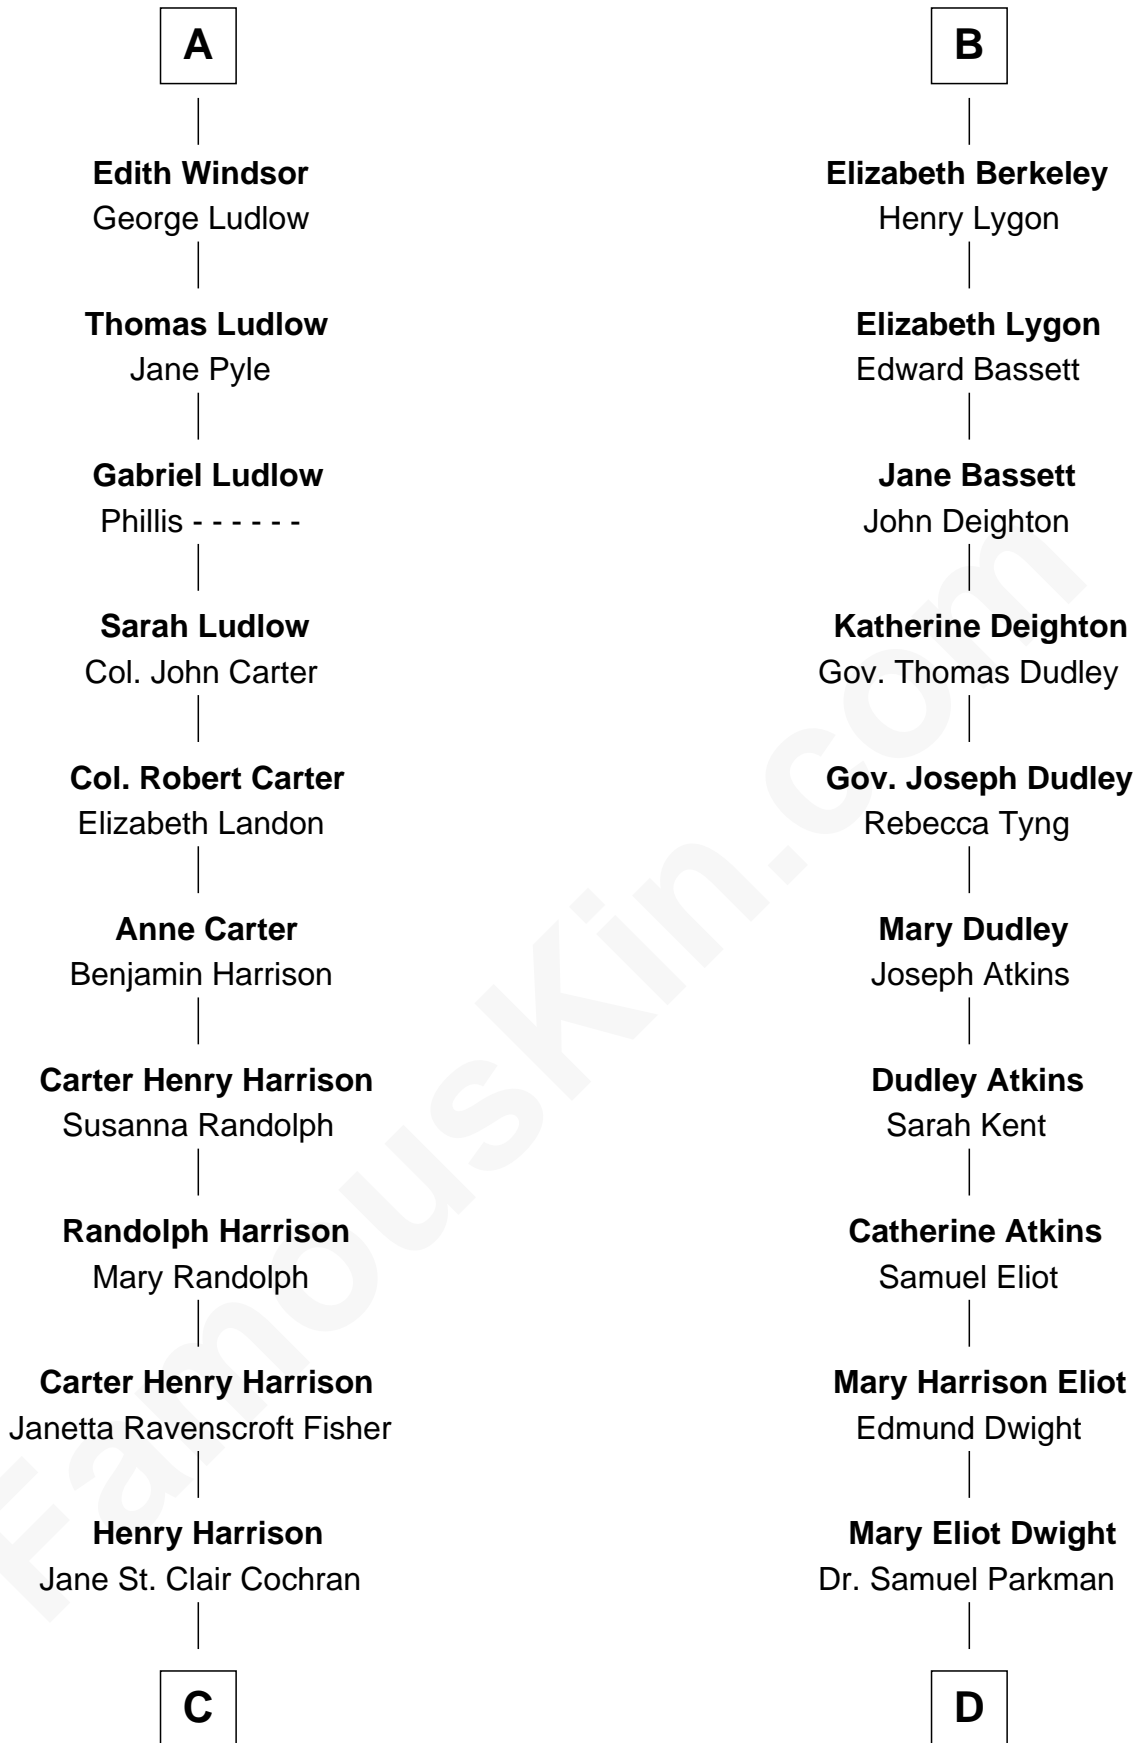 A
Edith Windsor
George Ludlow
Thomas Ludlow
Jane Pyle
Gabriel Ludlow
Phillis - - - - - -
Sarah Ludlow
Col. John Carter
Col. Robert Carter
Elizabeth Landon
Anne Carter
Benjamin Harrison
Carter Henry Harrison
Susanna Randolph
Randolph Harrison
Mary Randolph
Carter Henry Harrison
Janetta Ravenscroft Fisher
Henry Harrison
Jane St. Clair Cochran
C
B
Elizabeth Berkeley
Henry Lygon
Elizabeth Lygon
Edward Bassett
Jane Bassett
John Deighton
Katherine Deighton
Gov. Thomas Dudley
Gov. Joseph Dudley
Rebecca Tyng
Mary Dudley
Joseph Atkins
Dudley Atkins
Sarah Kent
Catherine Atkins
Samuel Eliot
Mary Harrison Eliot
Edmund Dwight
Mary Eliot Dwight
Dr. Samuel Parkman
D
FamousKin.com